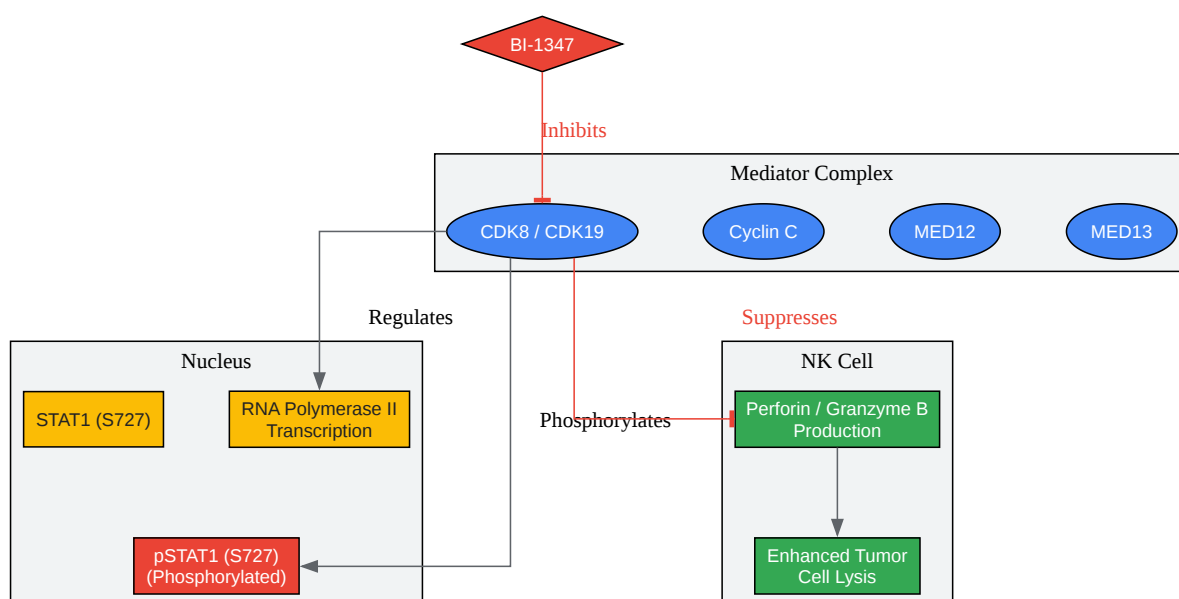 BI-1347
Inhibits
Mediator Complex
CDK8 / CDK19
Cyclin C
MED12
MED13
Regulates
Suppresses
Nucleus
NK Cell
STAT1 (S727)
RNA Polymerase II
Transcription
Phosphorylates
Perforin / Granzyme B
Production
pSTAT1 (S727)
(Phosphorylated)
Enhanced Tumor
Cell Lysis